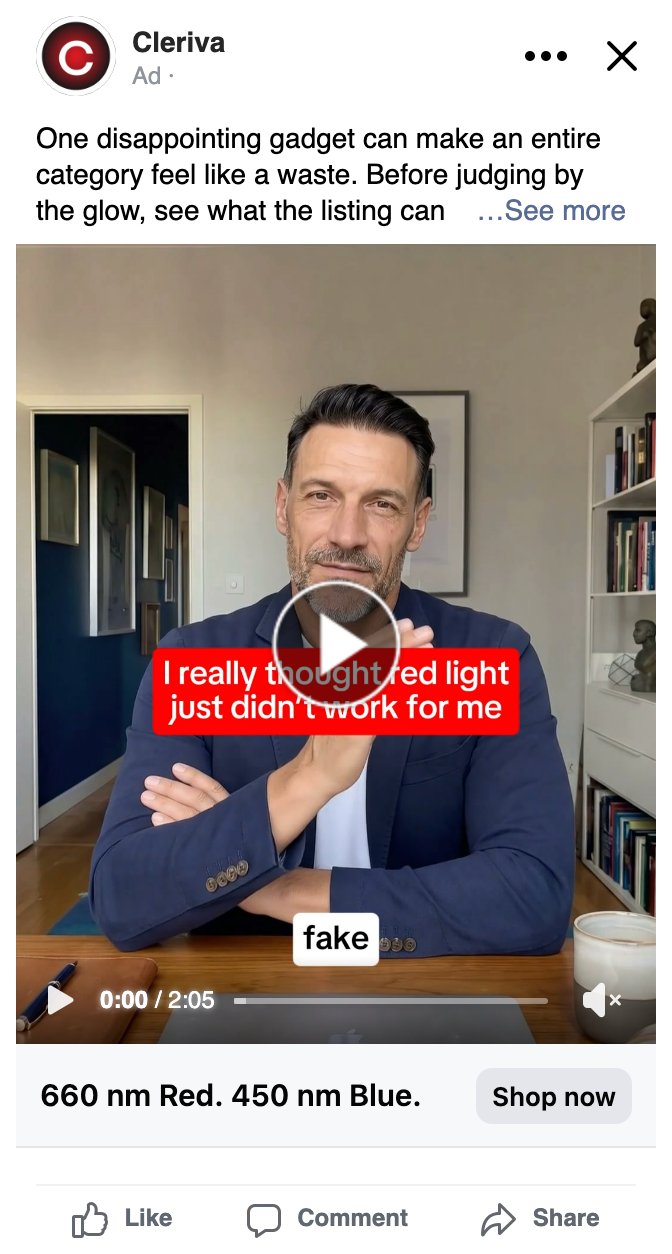 C
Cleriva
Ad ·
One disappointing gadget can make an entire
category feel like a waste. Before judging by
the glow, see what the listing can ...See more
I really thought red light
just didn't work for me
fake
0:00 / 2:05
660 nm Red. 450 nm Blue.
Shop now
Like
Comment
Share